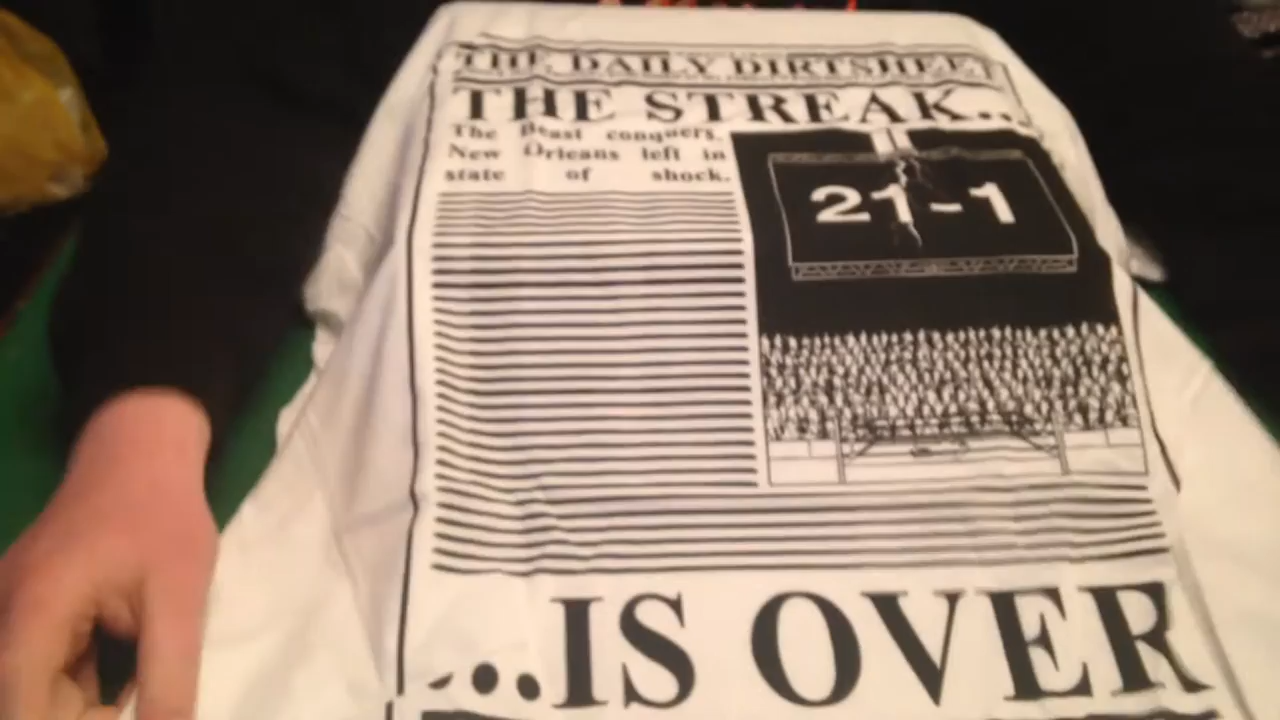 THE DAILY DIRTSHEET
THE STREAK...
The Beast conquers.
New Orleans left in
state of shock.
21-1
...IS OVER